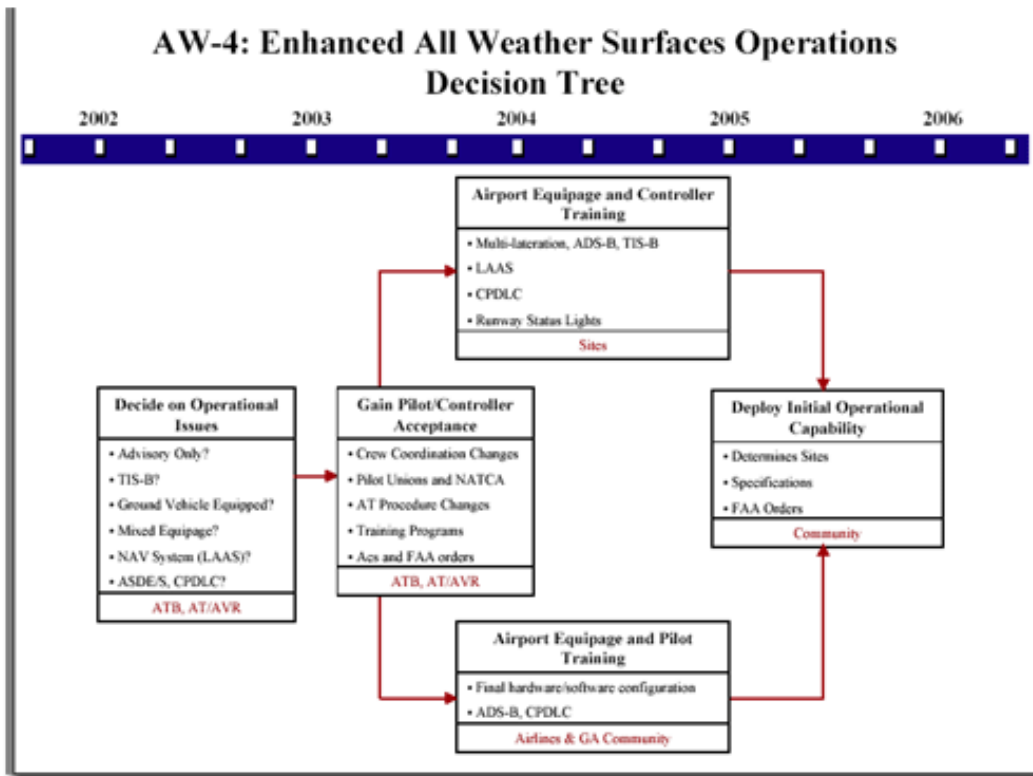 AW-4: Enhanced All Weather Surfaces Operations
Decision Tree
2002 2003 2004 2005 2006
Airport Equipage and Controller
Training
• Multi-lateration, ADS-B, TIS-B
• LAAS
• CPDLC
• Runway Status Lights
Sites
Decide on Operational
Issues
• Advisory Only?
• TIS-B?
• Ground Vehicle Equipped?
• Mixed Equipage?
• NAV System (LAAS)?
• ASDE/S, CPDLC?
ATB, AT/AVR
Gain Pilot/Controller
Acceptance
• Crew Coordination Changes
• Pilot Unions and NATCA
• AT Procedure Changes
• Training Programs
• Acs and FAA orders
ATB, AT/AVR
Deploy Initial Operational
Capability
• Determines Sites
• Specifications
• FAA Orders
Community
Airport Equipage and Pilot
Training
• Final hardware/software configuration
• ADS-B, CPDLC
Airlines & GA Community